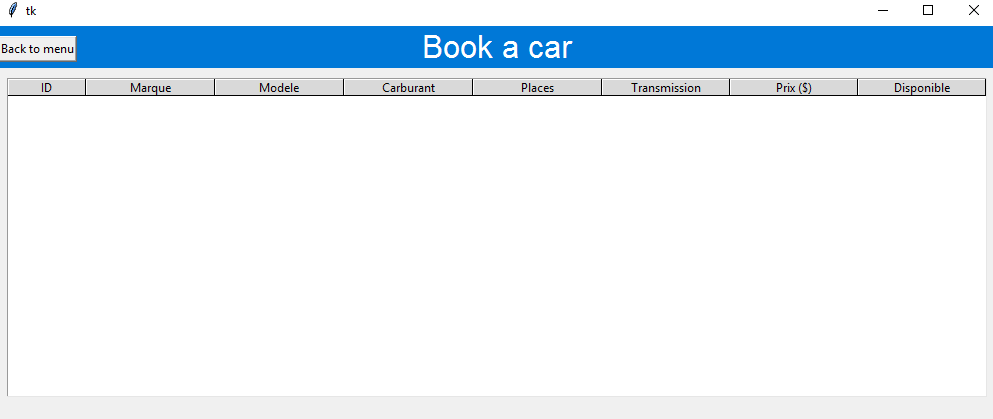 tk
Back to menu
Book a car
ID Marque Modele Carburant Places Transmission Prix ($) Disponible